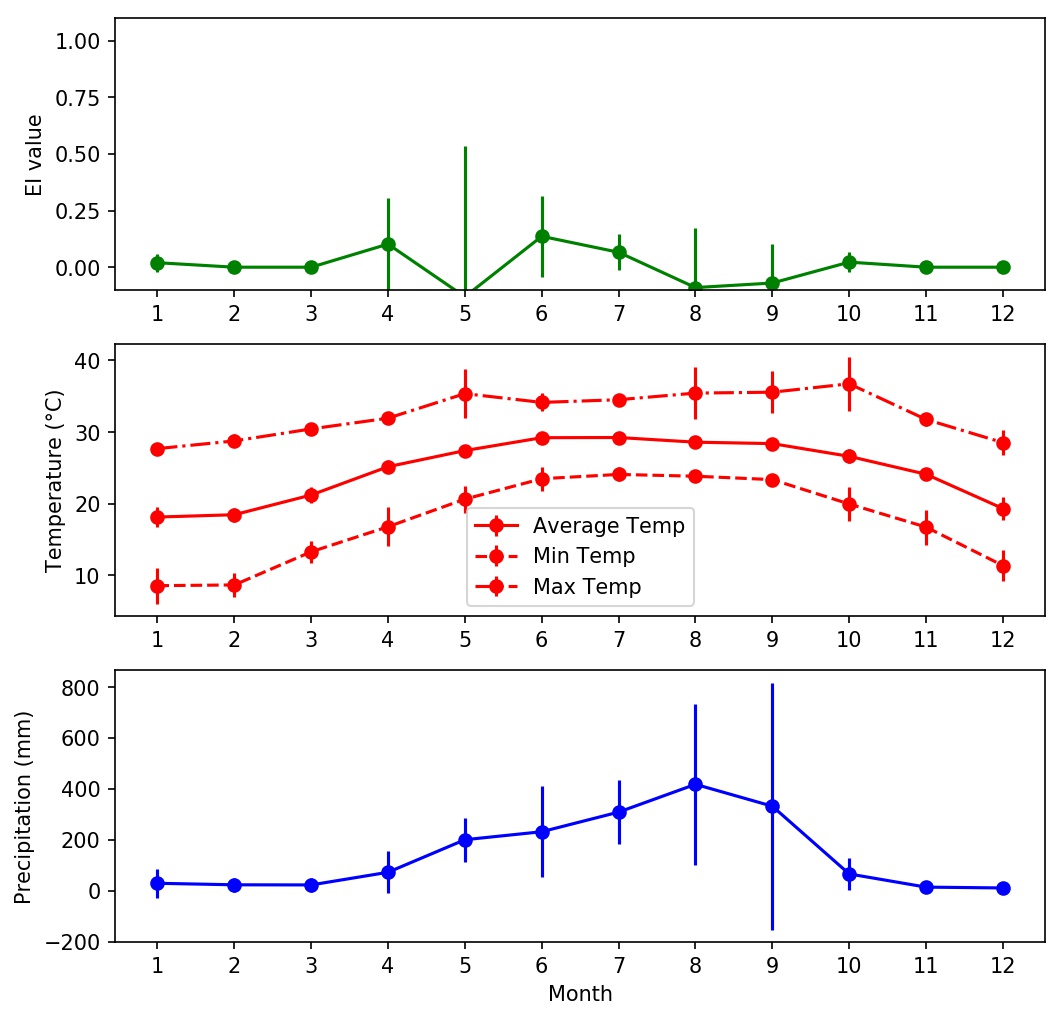 EI value
1.00
0.75
0.50
0.25
0.00
1 2 3 4 5 6 7 8 9 10 11 12
Temperature (°C)
40
30
20
10
Average Temp
Min Temp
Max Temp
1 2 3 4 5 6 7 8 9 10 11 12
Precipitation (mm)
800
600
400
200
0
−200
1 2 3 4 5 6 7 8 9 10 11 12
Month